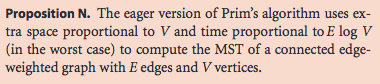 Proposition N. The eager version of Prim's algorithm uses ex-
tra space proportional to V and time proportional to E log V
(in the worst case) to compute the MST of a connected edge-
weighted graph with E edges and V vertices.